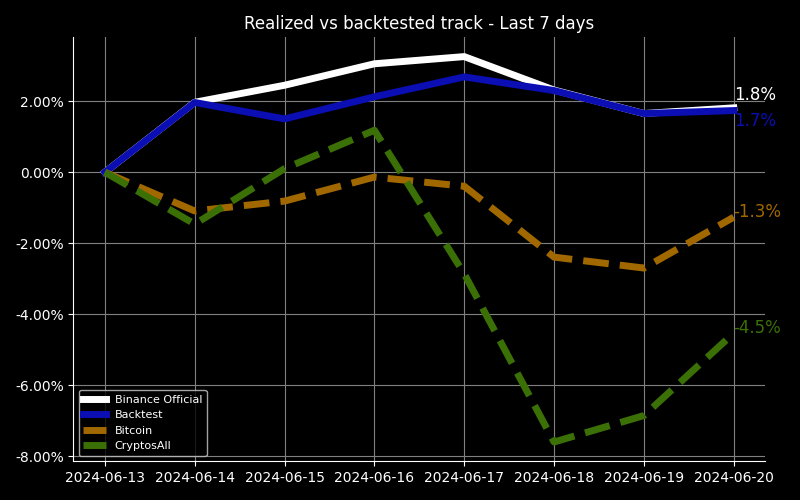 Realized vs backtested track - Last 7 days
2.00%
0.00%
-2.00%
-4.00%
-6.00%
-8.00%
1.8%
1.7%
-1.3%
-4.5%
Binance Official
Backtest
Bitcoin
CryptosAll
2024-06-13 2024-06-14 2024-06-15 2024-06-16 2024-06-17 2024-06-18 2024-06-19 2024-06-20